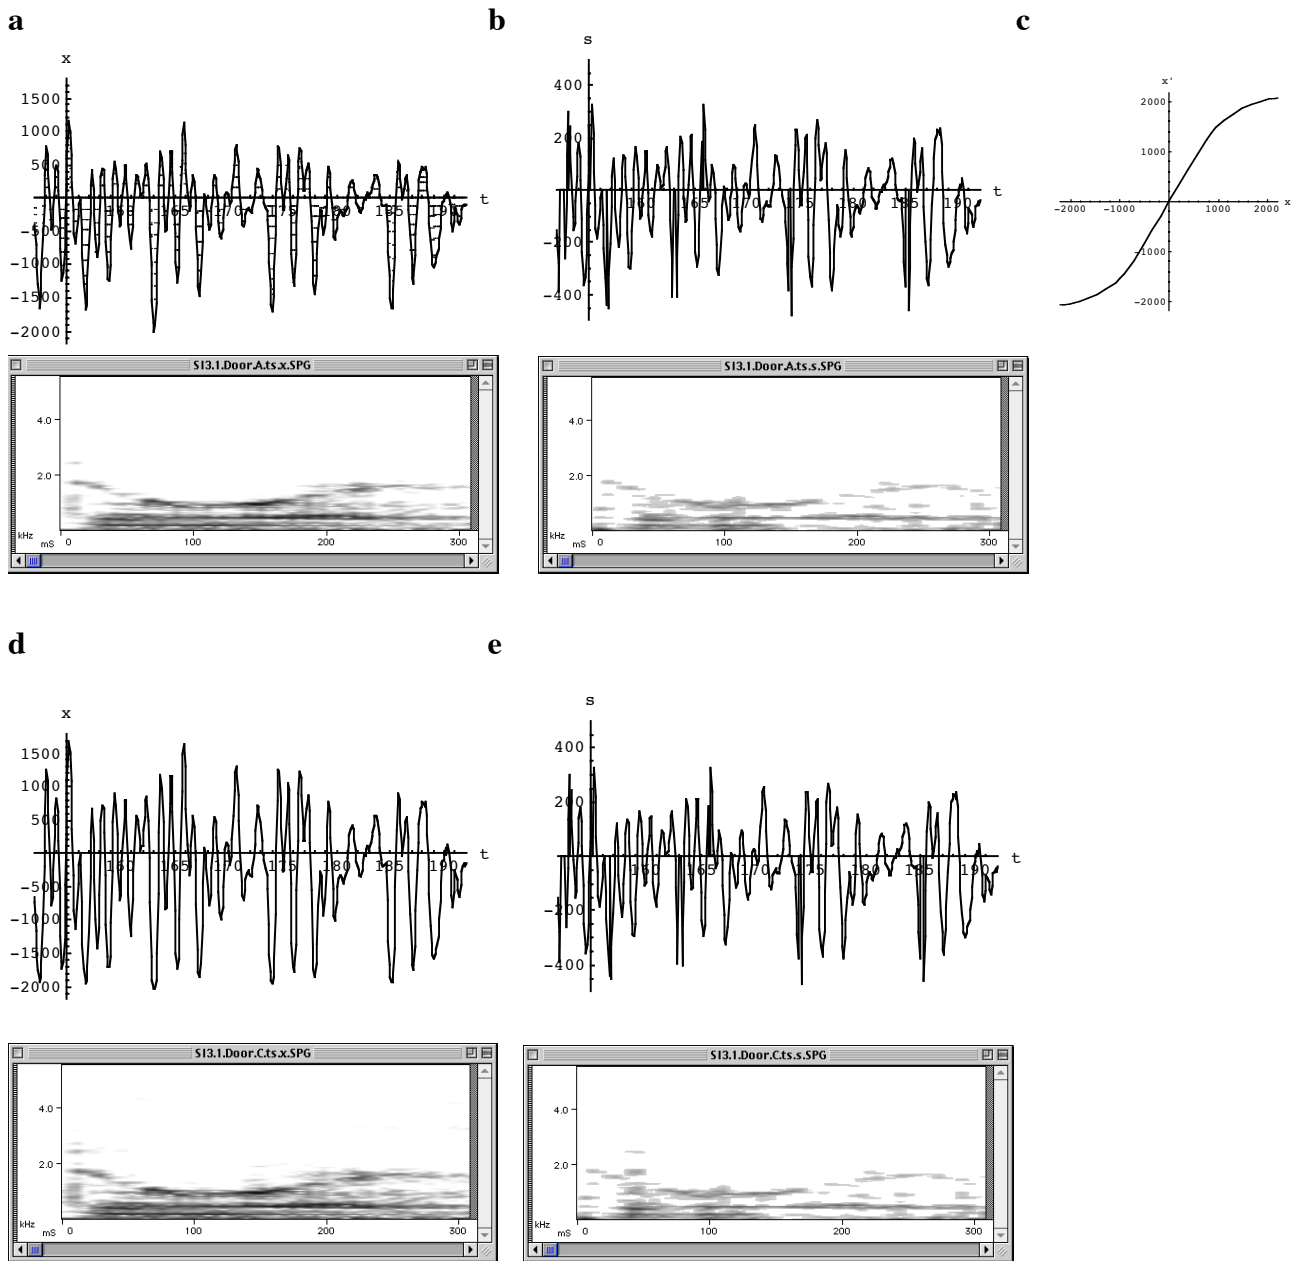 a
b
c
x
1500
1000
500
-500
-1000
-1500
-2000
160 165 170 175 180 185 190
t
s
400
200
-200
-400
160 165 170 175 180 185 190
t
x'
2000
1000
-1000
-2000
-2000 -1000 1000 2000
x
SI3.1.Door.A.ts.x.SPG
4.0
2.0
kHz
mS 0 100 200 300
SI3.1.Door.A.ts.s.SPG
4.0
2.0
kHz
mS 0 100 200 300
d
e
x
1500
1000
500
-500
-1000
-1500
-2000
160 165 170 175 180 185 190
t
s
400
200
-200
-400
160 165 170 175 180 185 190
t
SI3.1.Door.C.ts.x.SPG
4.0
2.0
kHz
mS 0 100 200 300
SI3.1.Door.C.ts.s.SPG
4.0
2.0
kHz
mS 0 100 200 300